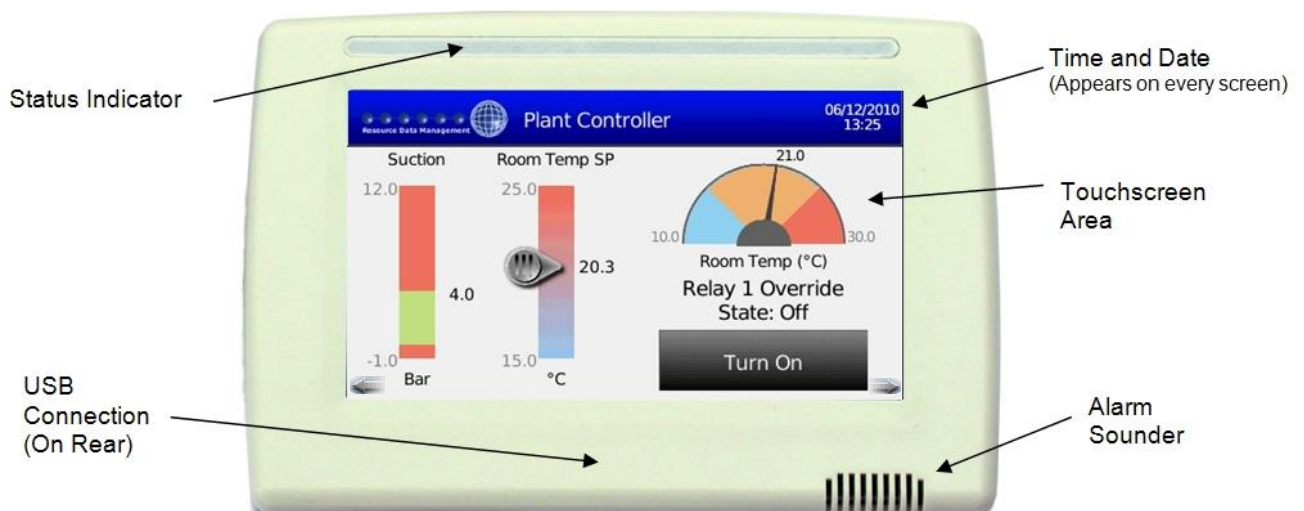 Status Indicator
Time and Date
(Appears on every screen)
Resource Data Management
Plant Controller
06/12/2010
13:25
Suction
12.0
4.0
-1.0
Bar
Room Temp SP
25.0
20.3
15.0
°C
21.0
10.0
30.0
Room Temp (°C)
Relay 1 Override
State: Off
Turn On
Touchscreen
Area
USB
Connection
(On Rear)
Alarm
Sounder